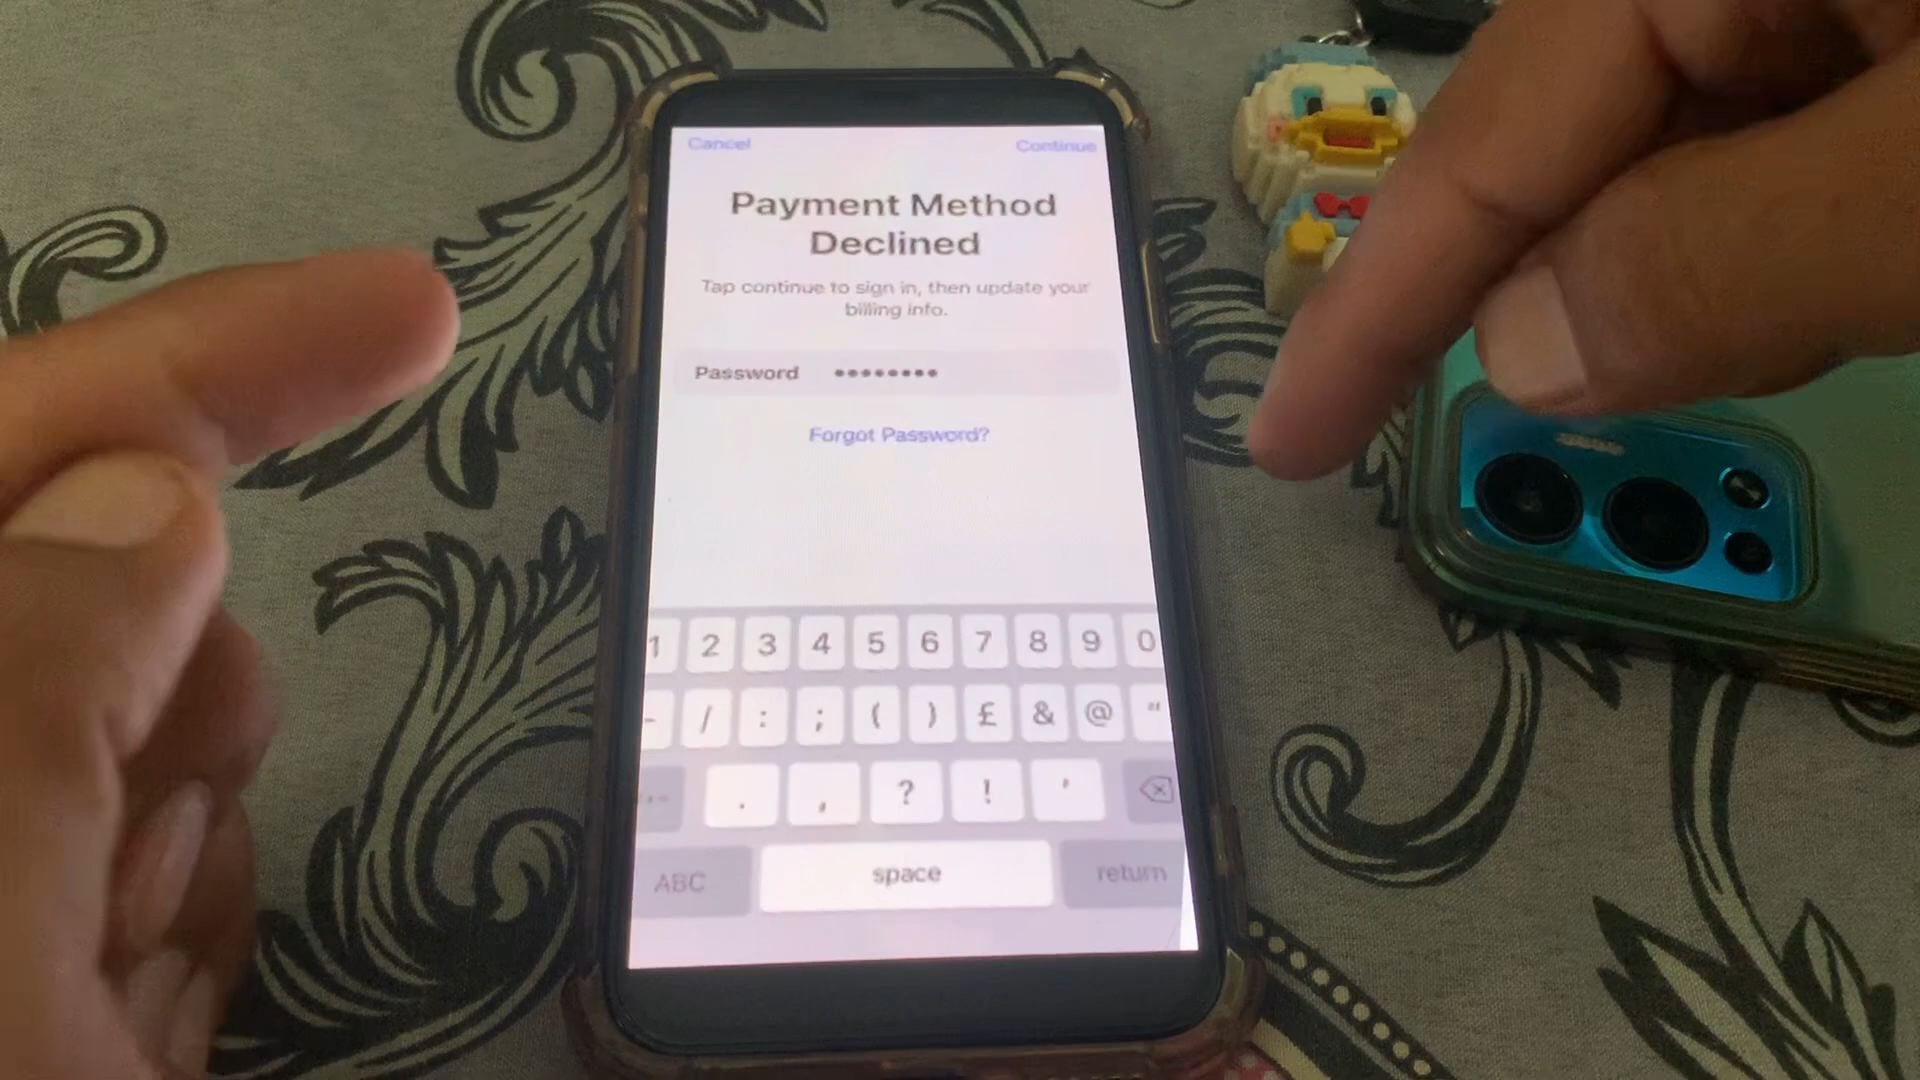 Cancel Continue
Payment Method
Declined
Tap continue to sign in, then update your
billing info.
Password ••••••••
Forgot Password?
1 2 3 4 5 6 7 8 9 0
- / : ; ( ) £ & @ "
. , ? ! '
ABC space return